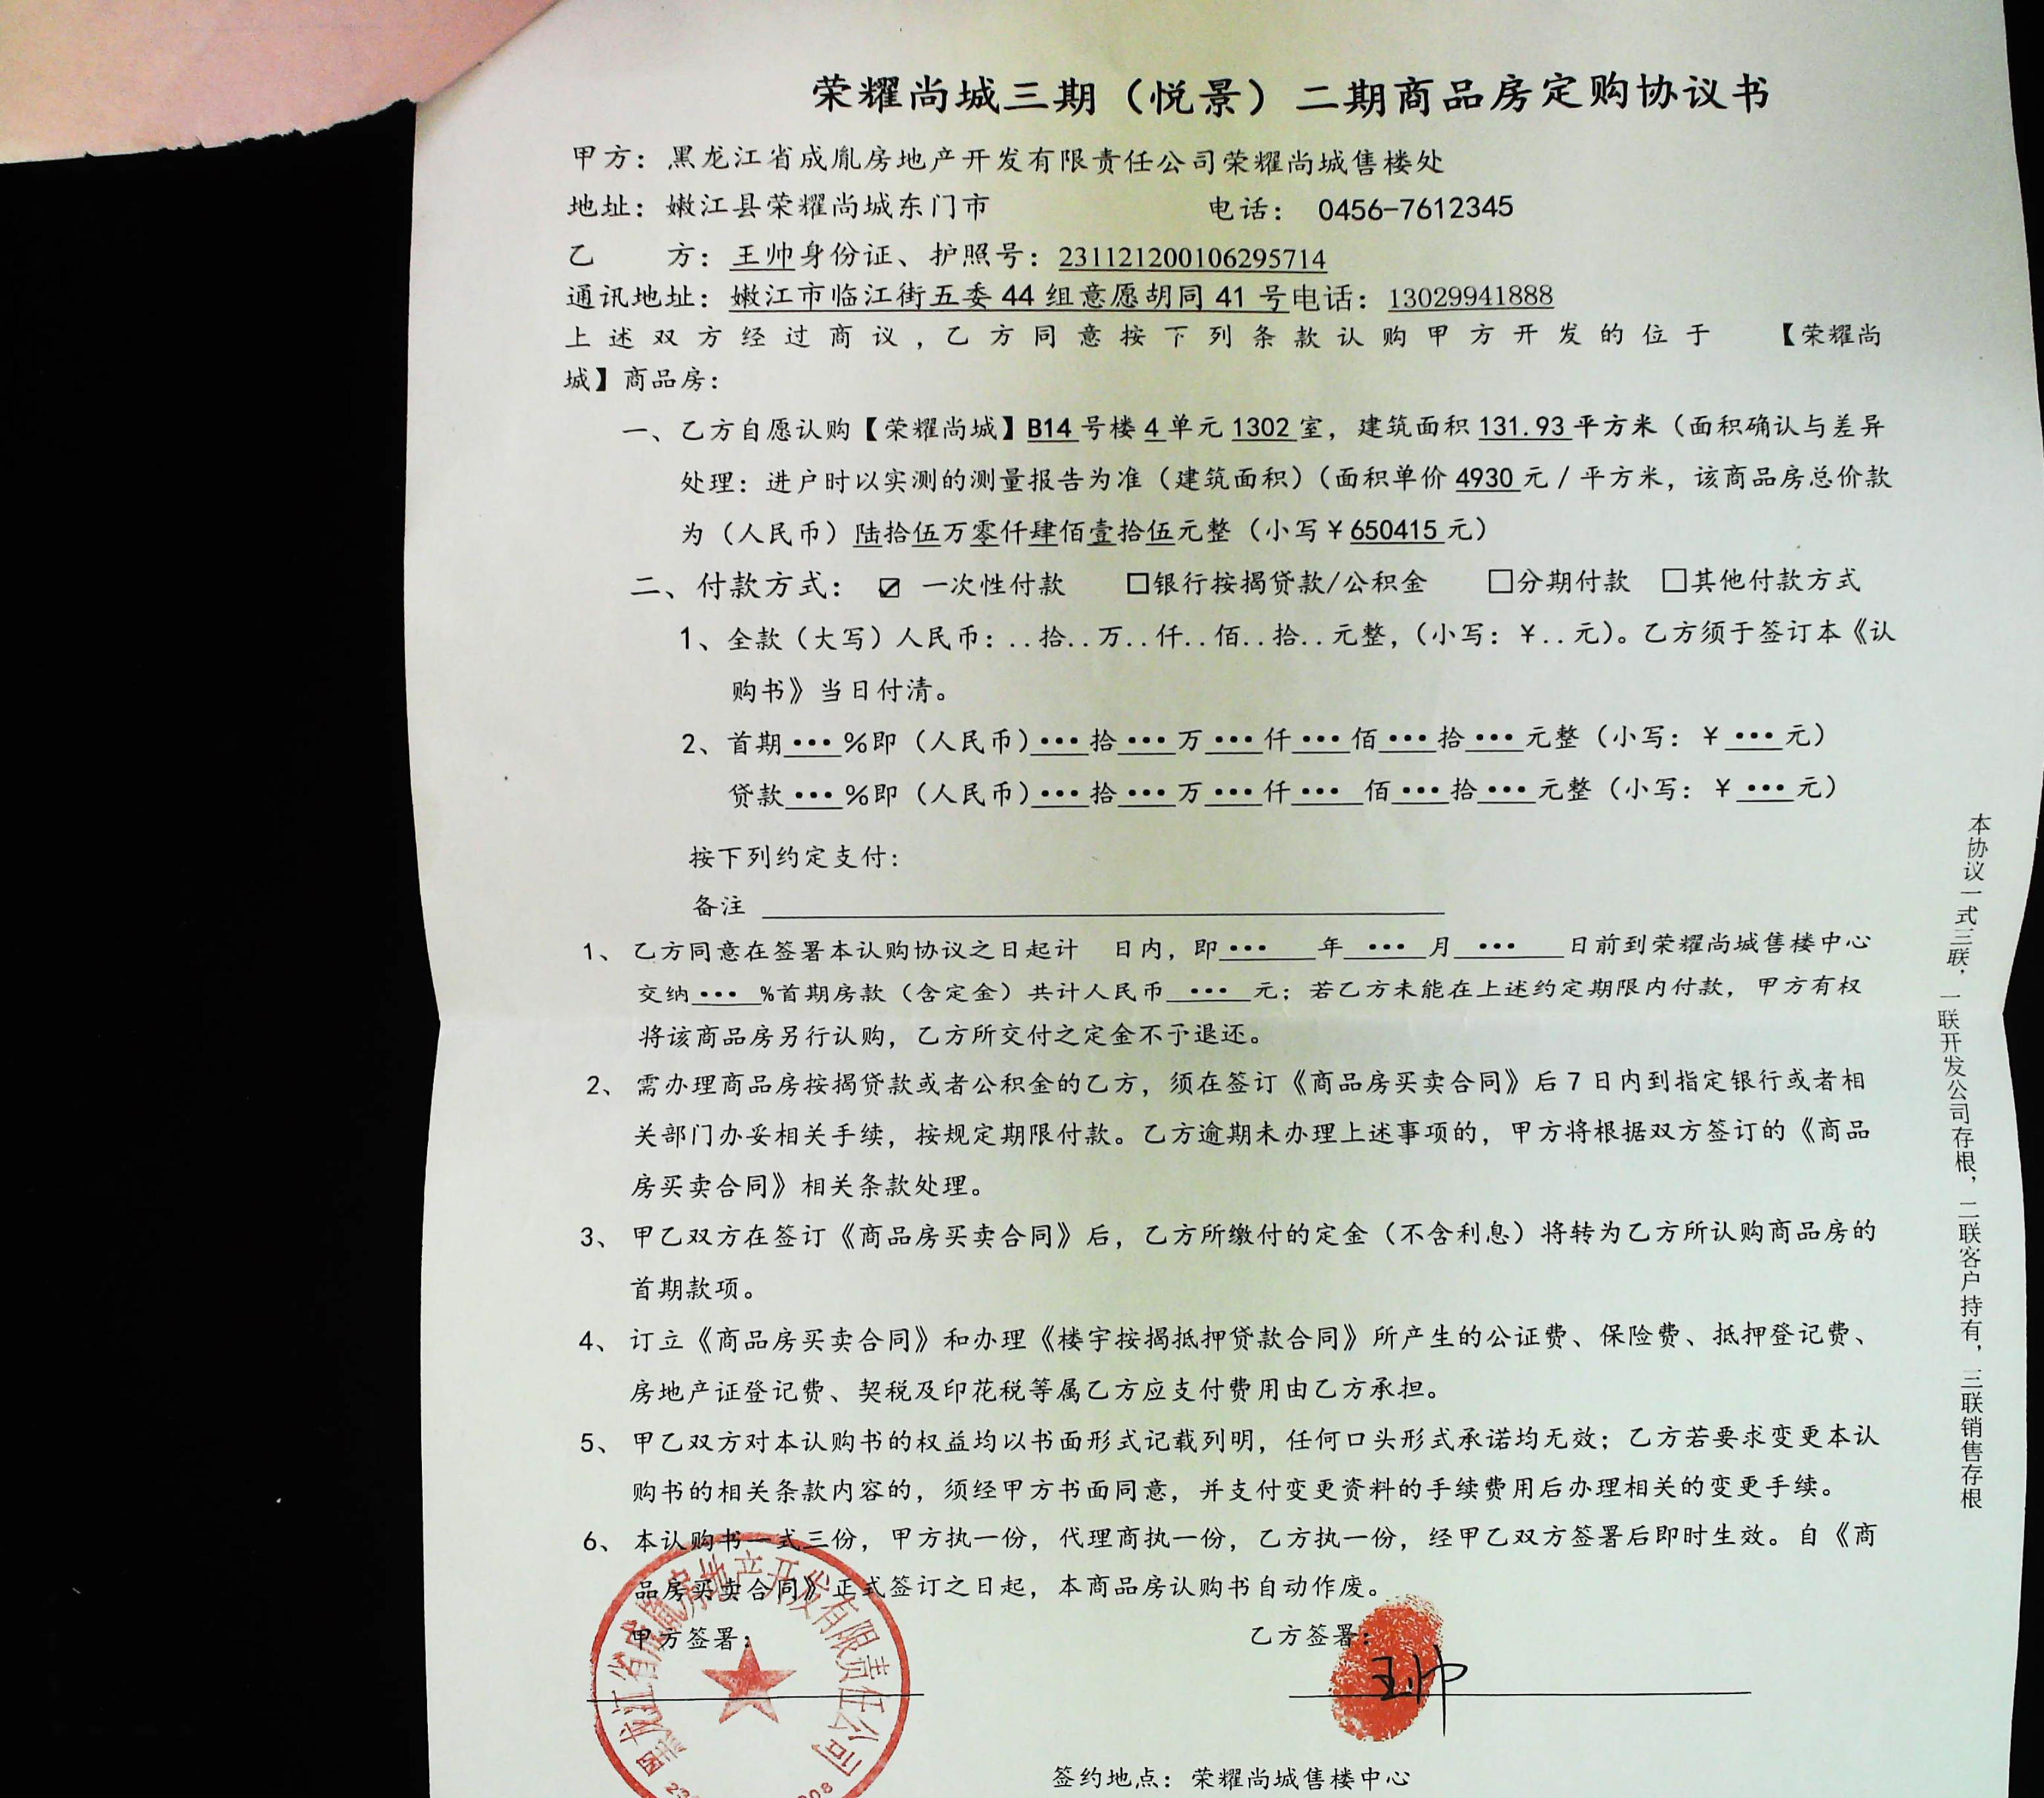 荣耀尚城三期（悦景）二期商品房定购协议书
甲方：黑龙江省成胤房地产开发有限责任公司荣耀尚城售楼处
地址：嫩江县荣耀尚城东门市 电话： 0456-7612345
乙 方：王帅身份证、护照号：231121200106295714
通讯地址：嫩江市临江街五委 44 组意愿胡同 41 号电话：13029941888
上述双方经过商议,乙方同意按下列条款认购甲方开发的位于 【荣耀尚
城】商品房：
一、乙方自愿认购【荣耀尚城】B14 号楼 4 单元 1302 室，建筑面积 131.93 平方米（面积确认与差异
处理：进户时以实测的测量报告为准（建筑面积）（面积单价 4930 元/平方米，该商品房总价款
为（人民币）陆拾伍万零仟肆佰壹拾伍元整（小写￥650415 元）
二、付款方式： ☑ 一次性付款 □银行按揭贷款/公积金 □分期付款 □其他付款方式
1、全款（大写）人民币：..拾..万..仟..佰..拾..元整，（小写：￥..元）。乙方须于签订本《认
购书》当日付清。
2、首期 ••• %即（人民币）•••拾•••万•••仟•••佰•••拾•••元整（小写：￥•••元）
贷款 ••• %即（人民币）•••拾•••万•••仟••• 佰•••拾•••元整（小写：￥•••元）
按下列约定支付：
备注
1、 乙方同意在签署本认购协议之日起计 日内，即••• 年 ••• 月 ••• 日前到荣耀尚城售楼中心
交纳••• %首期房款（含定金）共计人民币 ••• 元；若乙方未能在上述约定期限内付款，甲方有权
将该商品房另行认购，乙方所交付之定金不予退还。
2、 需办理商品房按揭贷款或者公积金的乙方，须在签订《商品房买卖合同》后 7 日内到指定银行或者相
关部门办妥相关手续，按规定期限付款。乙方逾期未办理上述事项的，甲方将根据双方签订的《商品
房买卖合同》相关条款处理。
3、 甲乙双方在签订《商品房买卖合同》后，乙方所缴付的定金（不含利息）将转为乙方所认购商品房的
首期款项。
4、 订立《商品房买卖合同》和办理《楼宇按揭抵押贷款合同》所产生的公证费、保险费、抵押登记费、
房地产证登记费、契税及印花税等属乙方应支付费用由乙方承担。
5、 甲乙双方对本认购书的权益均以书面形式记载列明，任何口头形式承诺均无效；乙方若要求变更本认
购书的相关条款内容的，须经甲方书面同意，并支付变更资料的手续费用后办理相关的变更手续。
6、 本认购书一式三份，甲方执一份，代理商执一份，乙方执一份，经甲乙双方签署后即时生效。自《商
品房买卖合同》正式签订之日起，本商品房认购书自动作废。
甲方签署： 乙方签署：
黑龙江省成胤房地产开发有限责任公司
王帅
签约地点：荣耀尚城售楼中心
本协议一式三联，一联开发公司存根，二联客户持有，三联销售存根